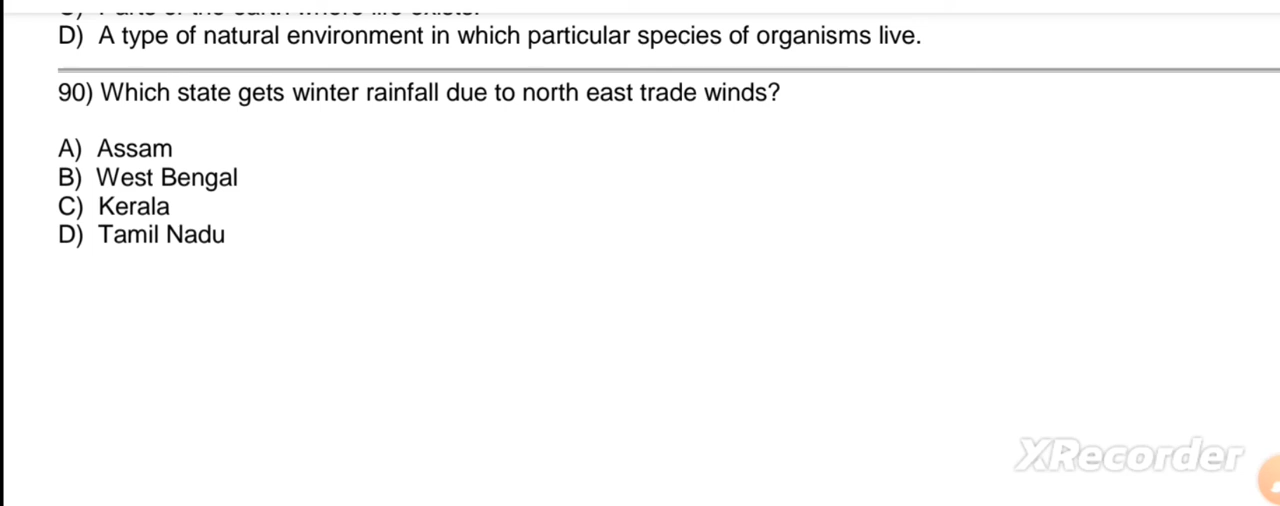 D) A type of natural environment in which particular species of organisms live.
90) Which state gets winter rainfall due to north east trade winds?
A) Assam
B) West Bengal
C) Kerala
D) Tamil Nadu
XRecorder